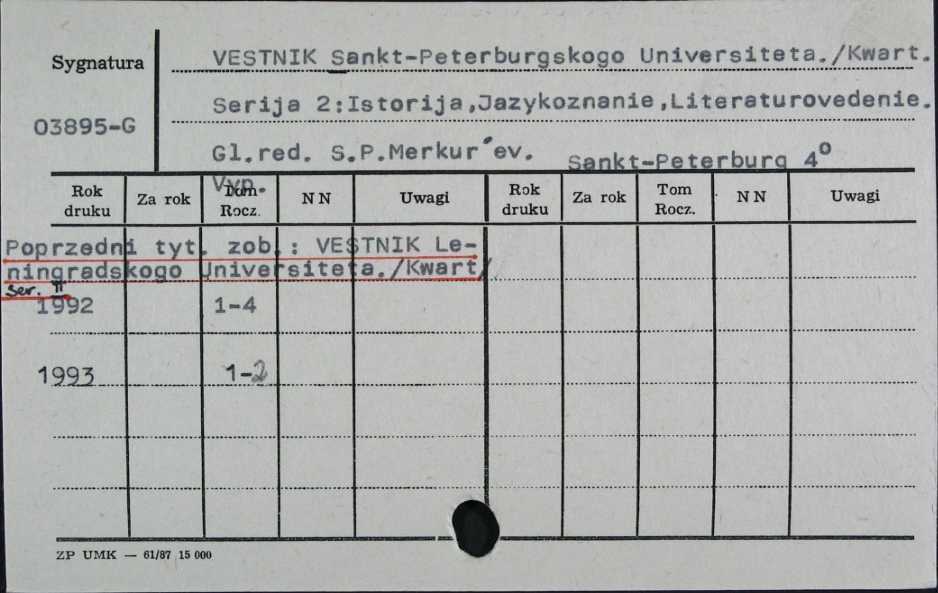 Sygnatura
VESTNIK Sankt-Peterburgskogo Universiteta./Kwart.
Serija 2:Istorija,Jazykoznanie,Literaturovedenie.
03895-G
Gl.red. S.P.Merkur'ev. Sankt-Peterburg 4°
Vyp.
Rok druku Za rok Tom Rocz. NN Uwagi Rok druku Za rok Tom Rocz. NN Uwagi
Poprzedni tyt. zob.: VESTNIK Le-
ningradskogo Universiteta./Kwart/
Ser. II
1992 1-4
1993 1-2
ZP UMK — 61/87 15 000